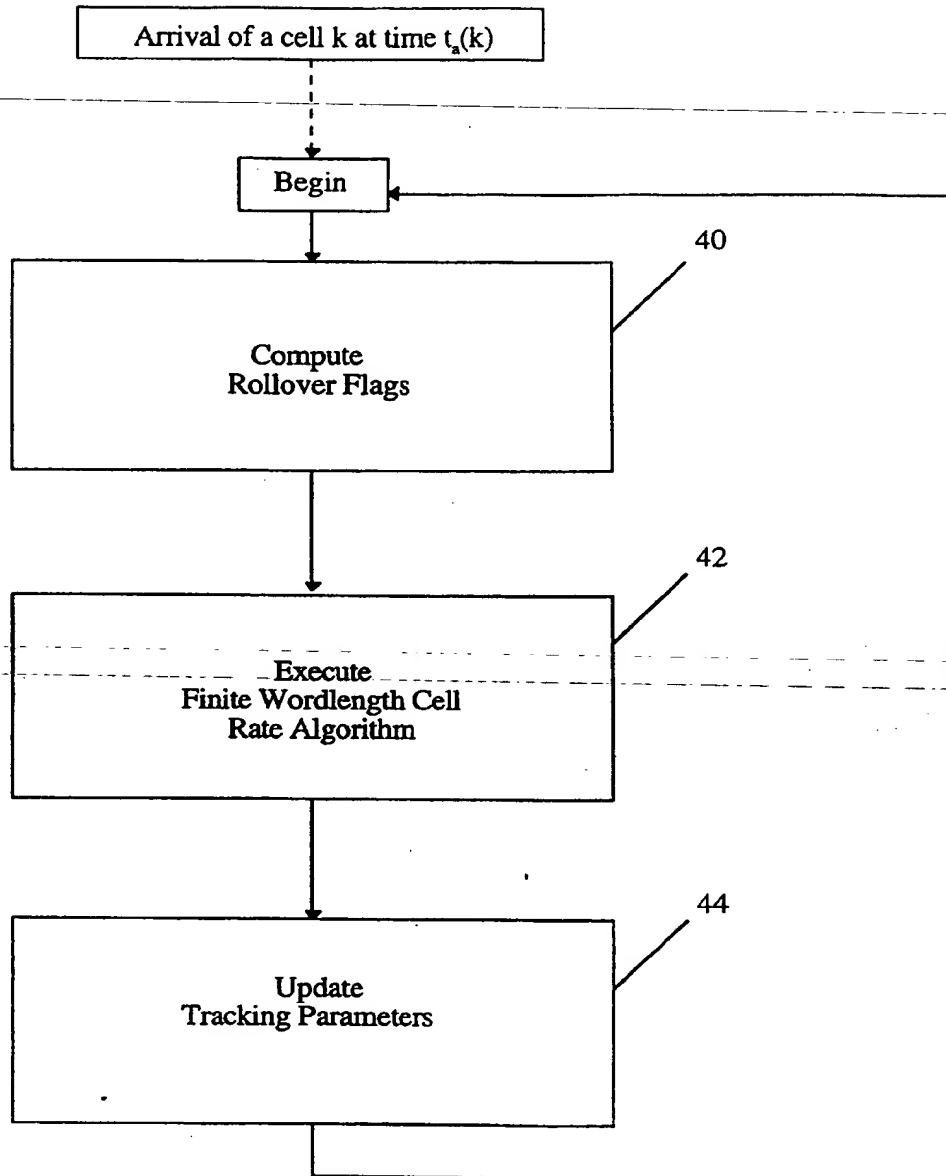 Arrival of a cell k at time tₐ(k)
Begin
40
Compute
Rollover Flags
42
Execute
Finite Wordlength Cell
Rate Algorithm
44
Update
Tracking Parameters